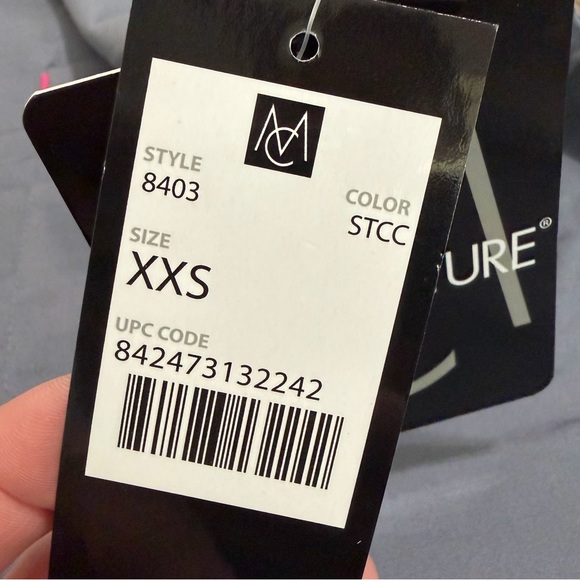 MC
STYLE
8403
COLOR
STCC
SIZE
XXS
UPC CODE
842473132242
URE®